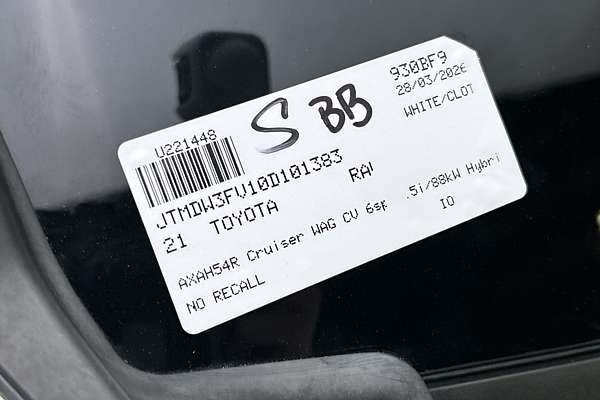 U221448
S BB
930BF9
28/03/2026
WHITE/CLOT
JTMDW3FV10D101383
21 TOYOTA RAV
AXAH54R Cruiser WAG CV 6sp .5i/88kW Hybri
NO RECALL IO